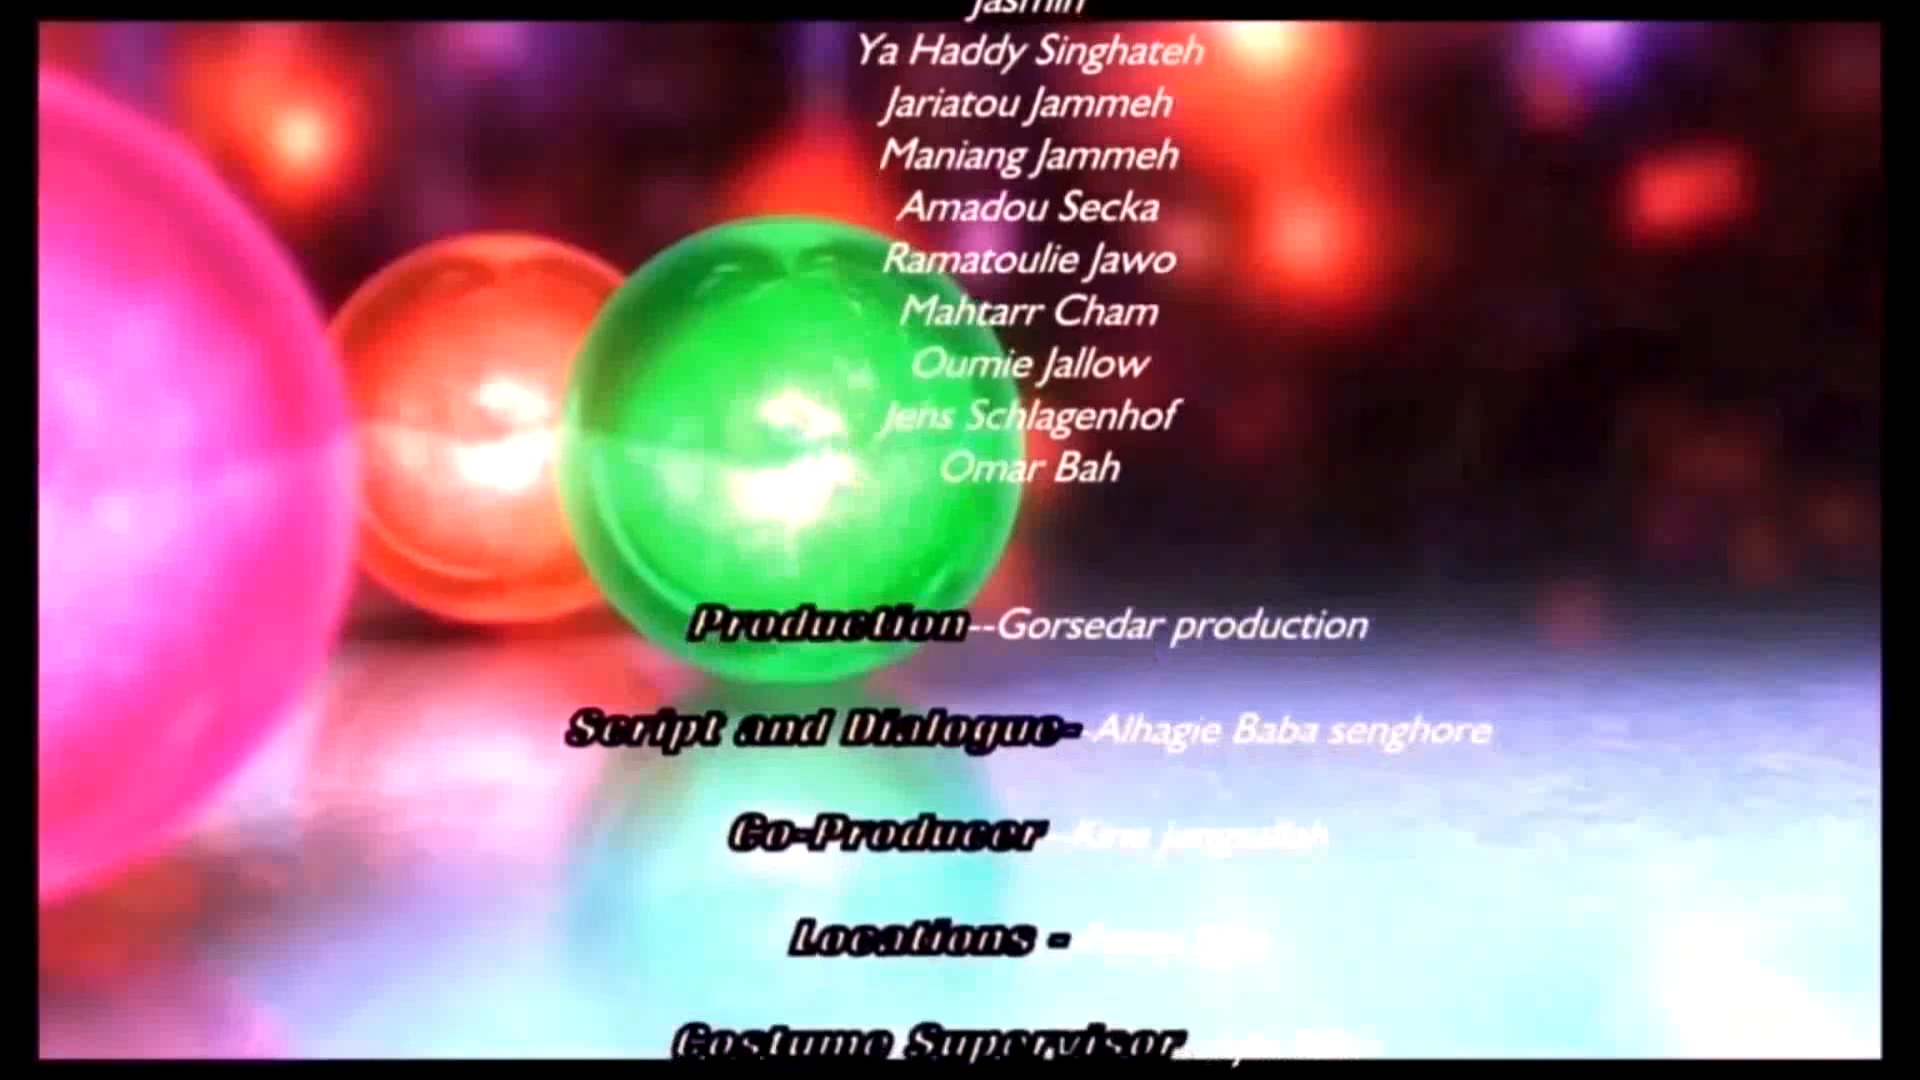 Jasmin
Ya Haddy Singhateh
Jariatou Jammeh
Maniang Jammeh
Amadou Secka
Ramatoulie Jawo
Mahtarr Cham
Oumie Jallow
Jens Schlagenhof
Omar Bah
Production--Gorsedar production
Script and Dialogue- Alhagie Baba senghore
Co-Producer
Locations -
Costume Supervisor